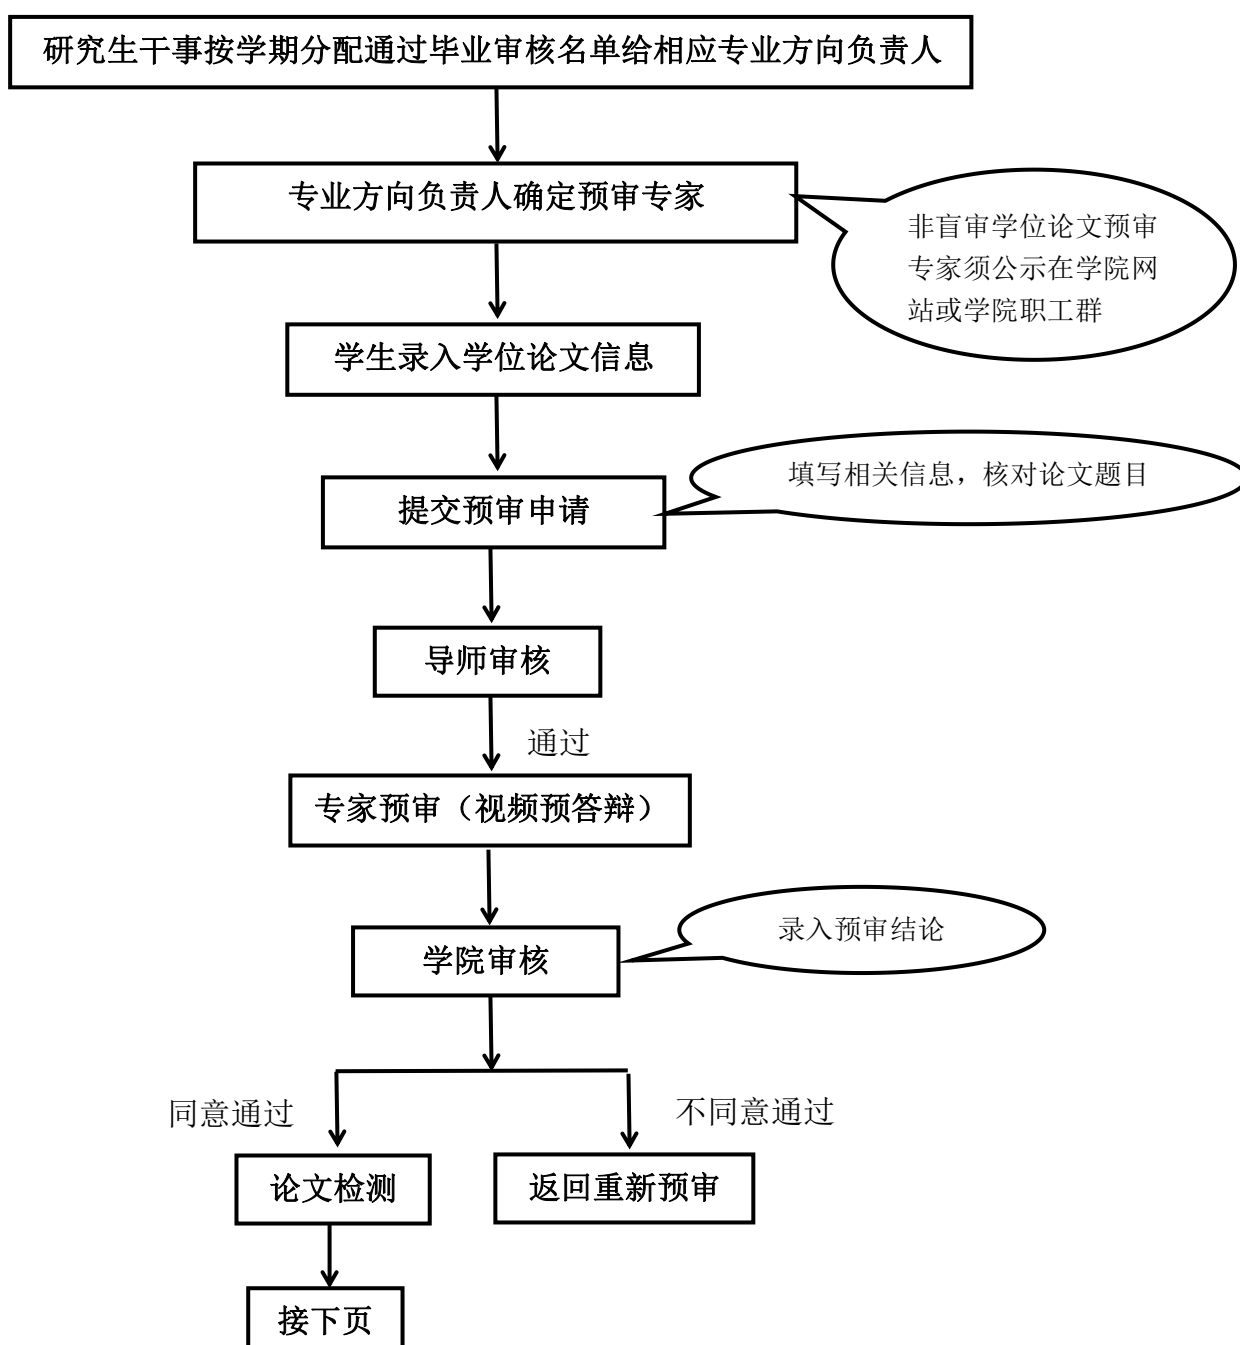 研究生干事按学期分配通过毕业审核名单给相应专业方向负责人
专业方向负责人确定预审专家
非盲审学位论文预审
专家须公示在学院网
站或学院职工群
学生录入学位论文信息
填写相关信息，核对论文题目
提交预审申请
导师审核
通过
专家预审（视频预答辩）
录入预审结论
学院审核
同意通过
不同意通过
论文检测
返回重新预审
接下页